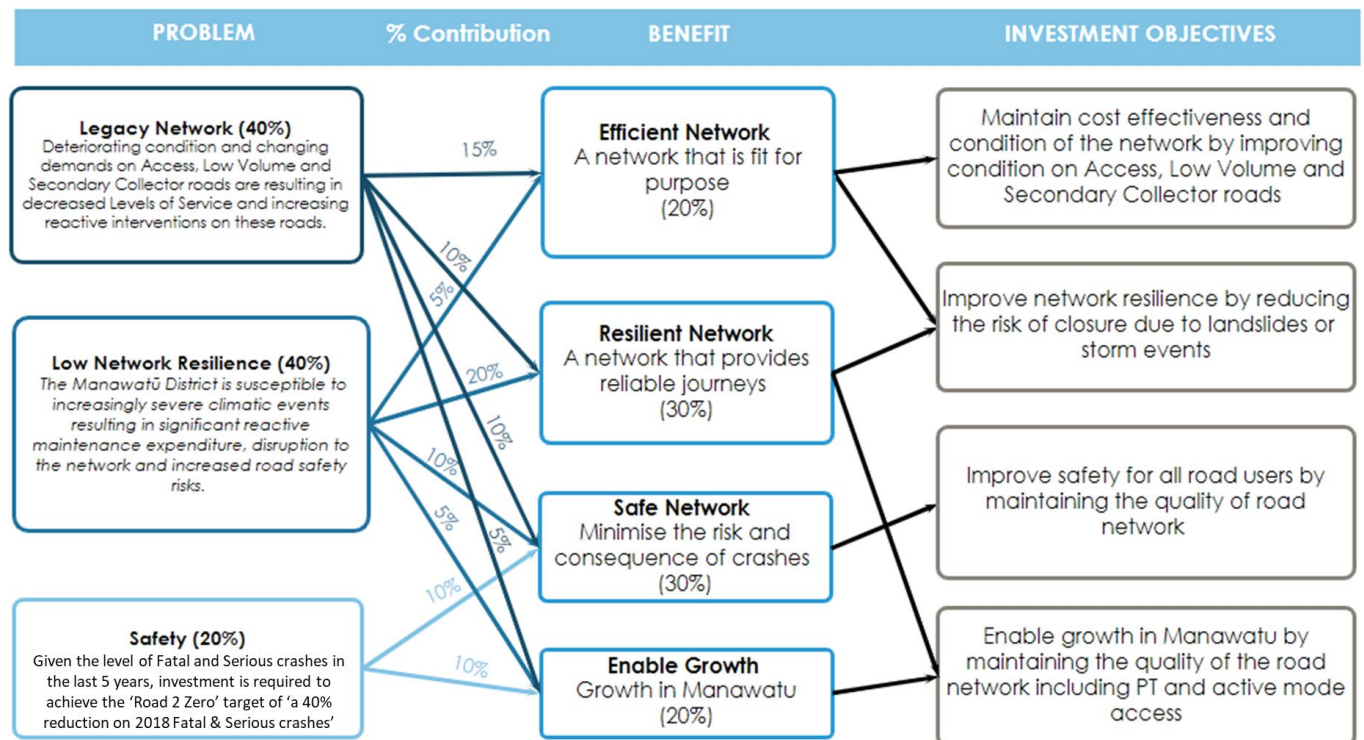 PROBLEM
% Contribution
BENEFIT
INVESTMENT OBJECTIVES
Legacy Network (40%)
Deteriorating condition and changing
demands on Access, Low Volume and
Secondary Collector roads are resulting in
decreased Levels of Service and increasing
reactive interventions on these roads.
Low Network Resilience (40%)
The Manawatū District is susceptible to
increasingly severe climatic events
resulting in significant reactive
maintenance expenditure, disruption to
the network and increased road safety
risks.
Safety (20%)
Given the level of Fatal and Serious crashes in
the last 5 years, investment is required to
achieve the ‘Road 2 Zero’ target of ‘a 40%
reduction on 2018 Fatal & Serious crashes’
15%
10%
5%
20%
10%
10%
5%
5%
10%
10%
Efficient Network
A network that is fit for
purpose
(20%)
Resilient Network
A network that provides
reliable journeys
(30%)
Safe Network
Minimise the risk and
consequence of crashes
(30%)
Enable Growth
Growth in Manawatu
(20%)
Maintain cost effectiveness and
condition of the network by improving
condition on Access, Low Volume and
Secondary Collector roads
Improve network resilience by reducing
the risk of closure due to landslides or
storm events
Improve safety for all road users by
maintaining the quality of road
network
Enable growth in Manawatu by
maintaining the quality of the road
network including PT and active mode
access